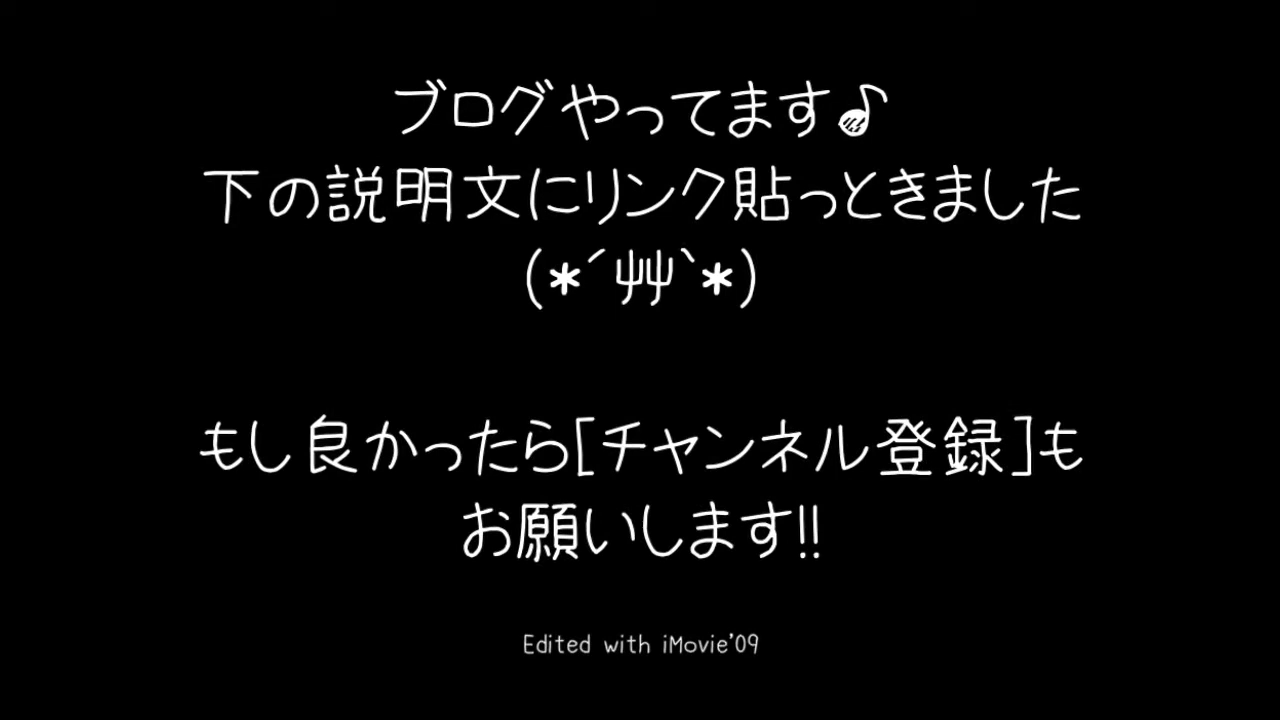 ブログやってます♪
下の説明文にリンク貼っときました
(*´艸`*)
もし良かったら[チャンネル登録]も
お願いします!!
Edited with iMovie'09